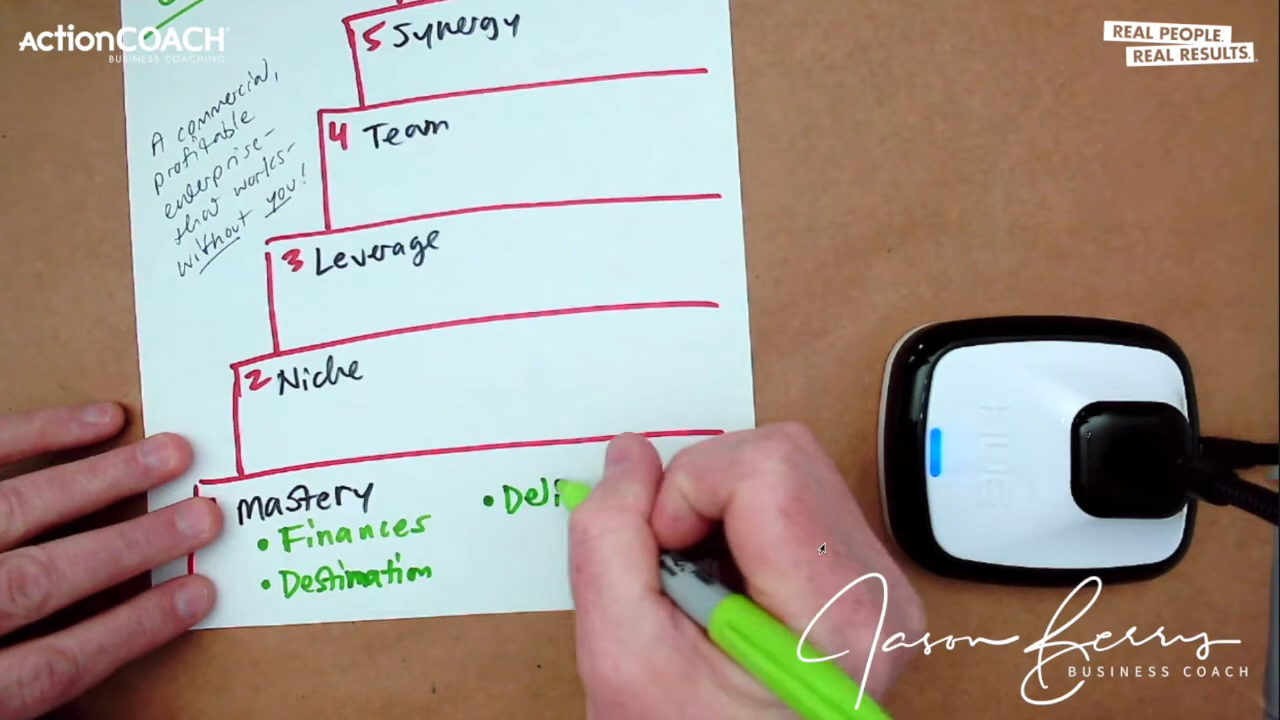 actionCOACH
BUSINESS COACHING
REAL PEOPLE.
REAL RESULTS.
5 Synergy
A commercial,
profitable
enterprise -
that works -
without you!
4 Team
3 Leverage
2 Niche
Mastery
• Finances
• Destination
• Deli
Jason Berry
BUSINESS COACH